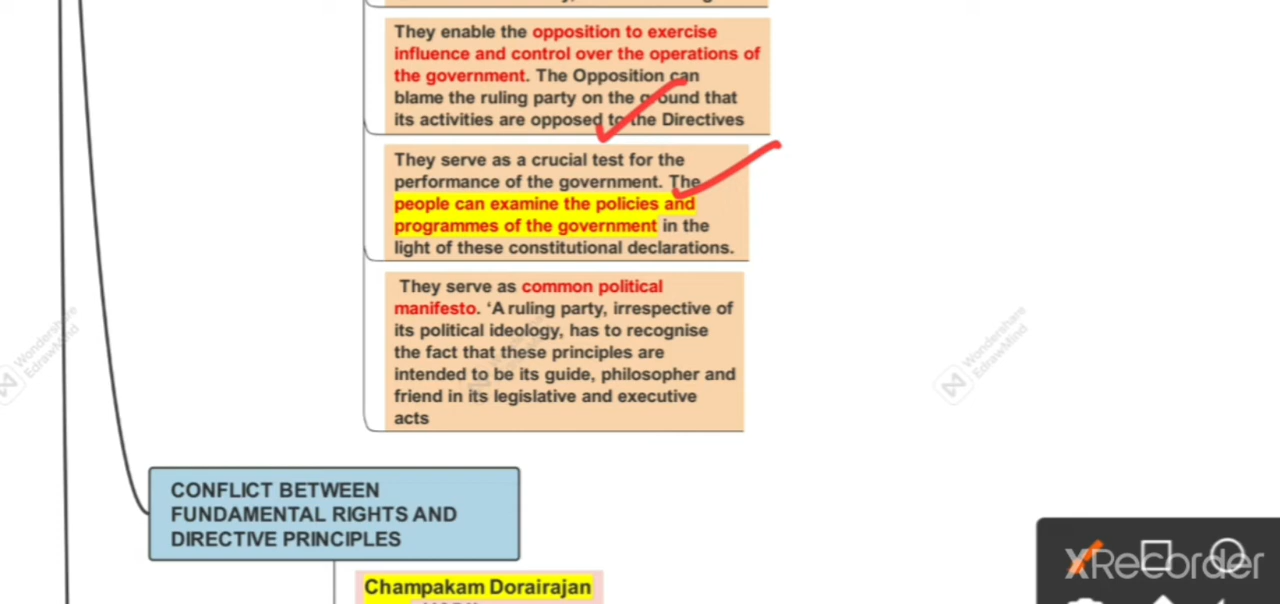 They enable the opposition to exercise
influence and control over the operations of
the government. The Opposition can
blame the ruling party on the ground that
its activities are opposed to the Directives
They serve as a crucial test for the
performance of the government. The
people can examine the policies and
programmes of the government in the
light of these constitutional declarations.
They serve as common political
manifesto. ‘A ruling party, irrespective of
its political ideology, has to recognise
the fact that these principles are
intended to be its guide, philosopher and
friend in its legislative and executive
acts
Wondershare
EdrawMind
Wondershare
EdrawMind
CONFLICT BETWEEN
FUNDAMENTAL RIGHTS AND
DIRECTIVE PRINCIPLES
Champakam Dorairajan
XRecorder